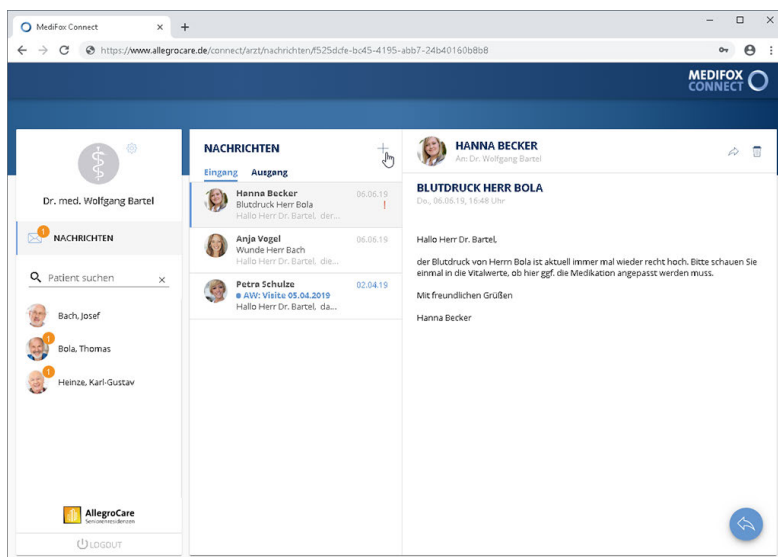 MediFox Connect
https://www.allegrocare.de/connect/arzt/nachrichten/f525dcfe-bc45-4195-abb7-24b40160b8b8
MEDIFOX
CONNECT
Dr. med. Wolfgang Bartel
1
NACHRICHTEN
Patient suchen
Bach, Josef
1
Bola, Thomas
1
Heinze, Karl-Gustav
AllegroCare
Seniorenresidenzen
LOGOUT
NACHRICHTEN
Eingang Ausgang
Hanna Becker 06.06.19
Blutdruck Herr Bola !
Hallo Herr Dr. Bartel, der...
Anja Vogel 06.06.19
Wunde Herr Bach
Hallo Herr Dr. Bartel, die...
Petra Schulze 02.04.19
AW: Visite 05.04.2019
Hallo Herr Dr. Bartel, da...
HANNA BECKER
An: Dr. Wolfgang Bartel
BLUTDRUCK HERR BOLA
Do., 06.06.19, 16:48 Uhr
Hallo Herr Dr. Bartel,
der Blutdruck von Herrn Bola ist aktuell immer mal wieder recht hoch. Bitte schauen Sie
einmal in die Vitalwerte, ob hier ggf. die Medikation angepasst werden muss.
Mit freundlichen Grüßen
Hanna Becker